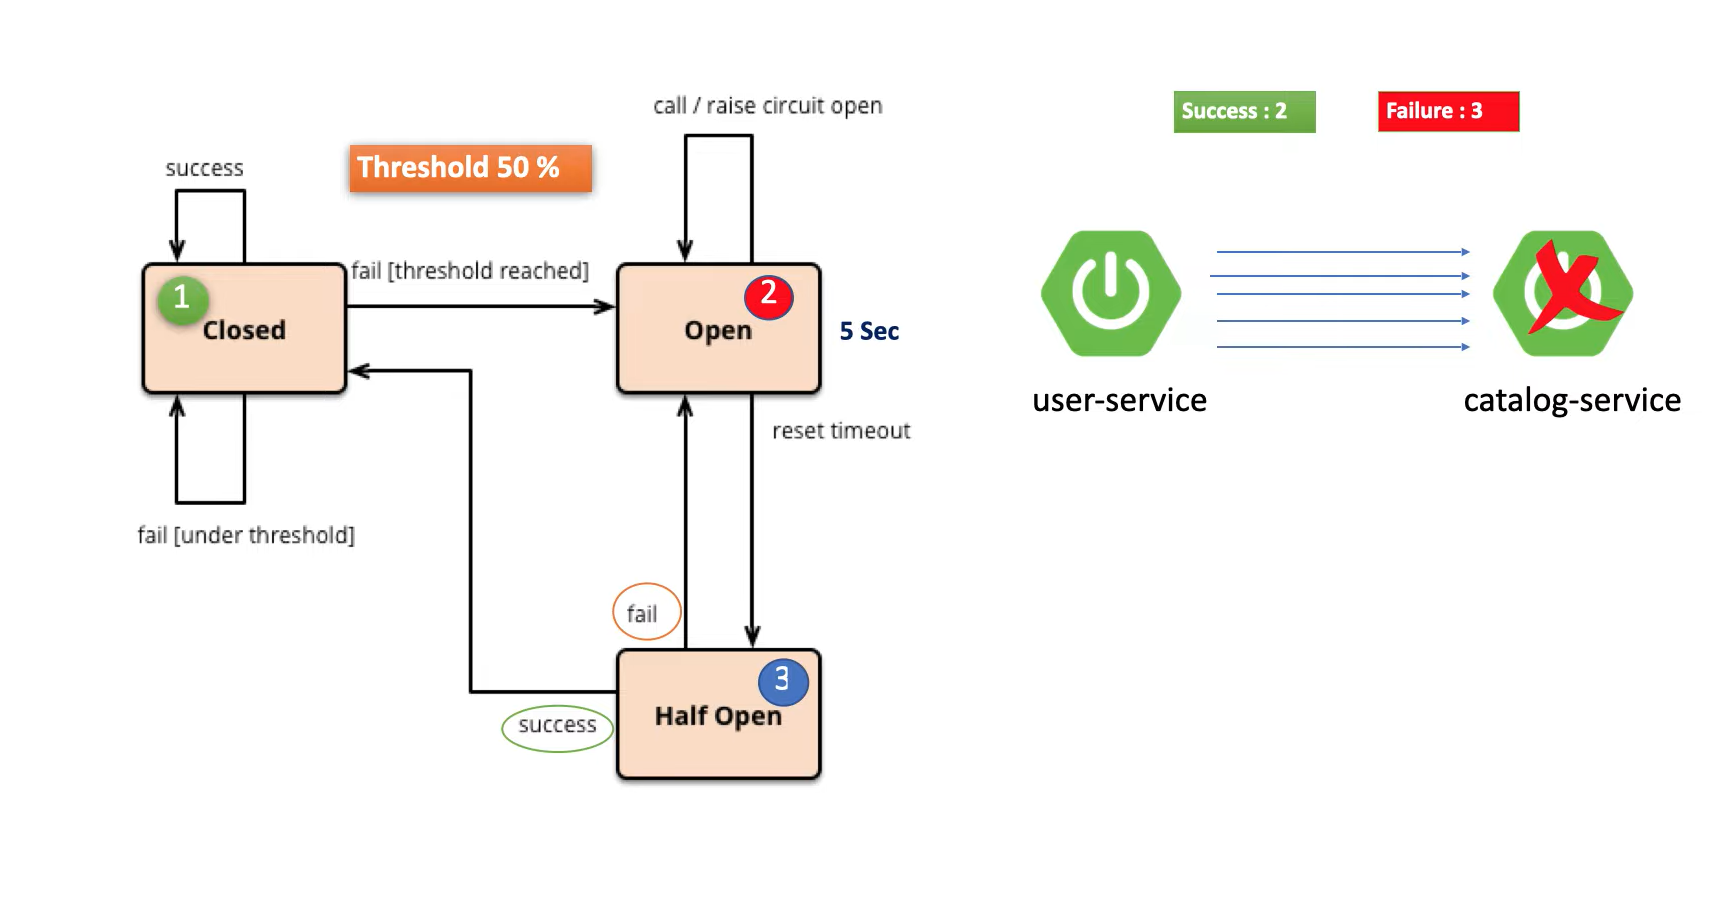 call / raise circuit open
Success : 2
Failure : 3
success
Threshold 50 %
fail [threshold reached]
1
Closed
2
Open
5 Sec
user-service
catalog-service
reset timeout
fail [under threshold]
fail
3
Half Open
success